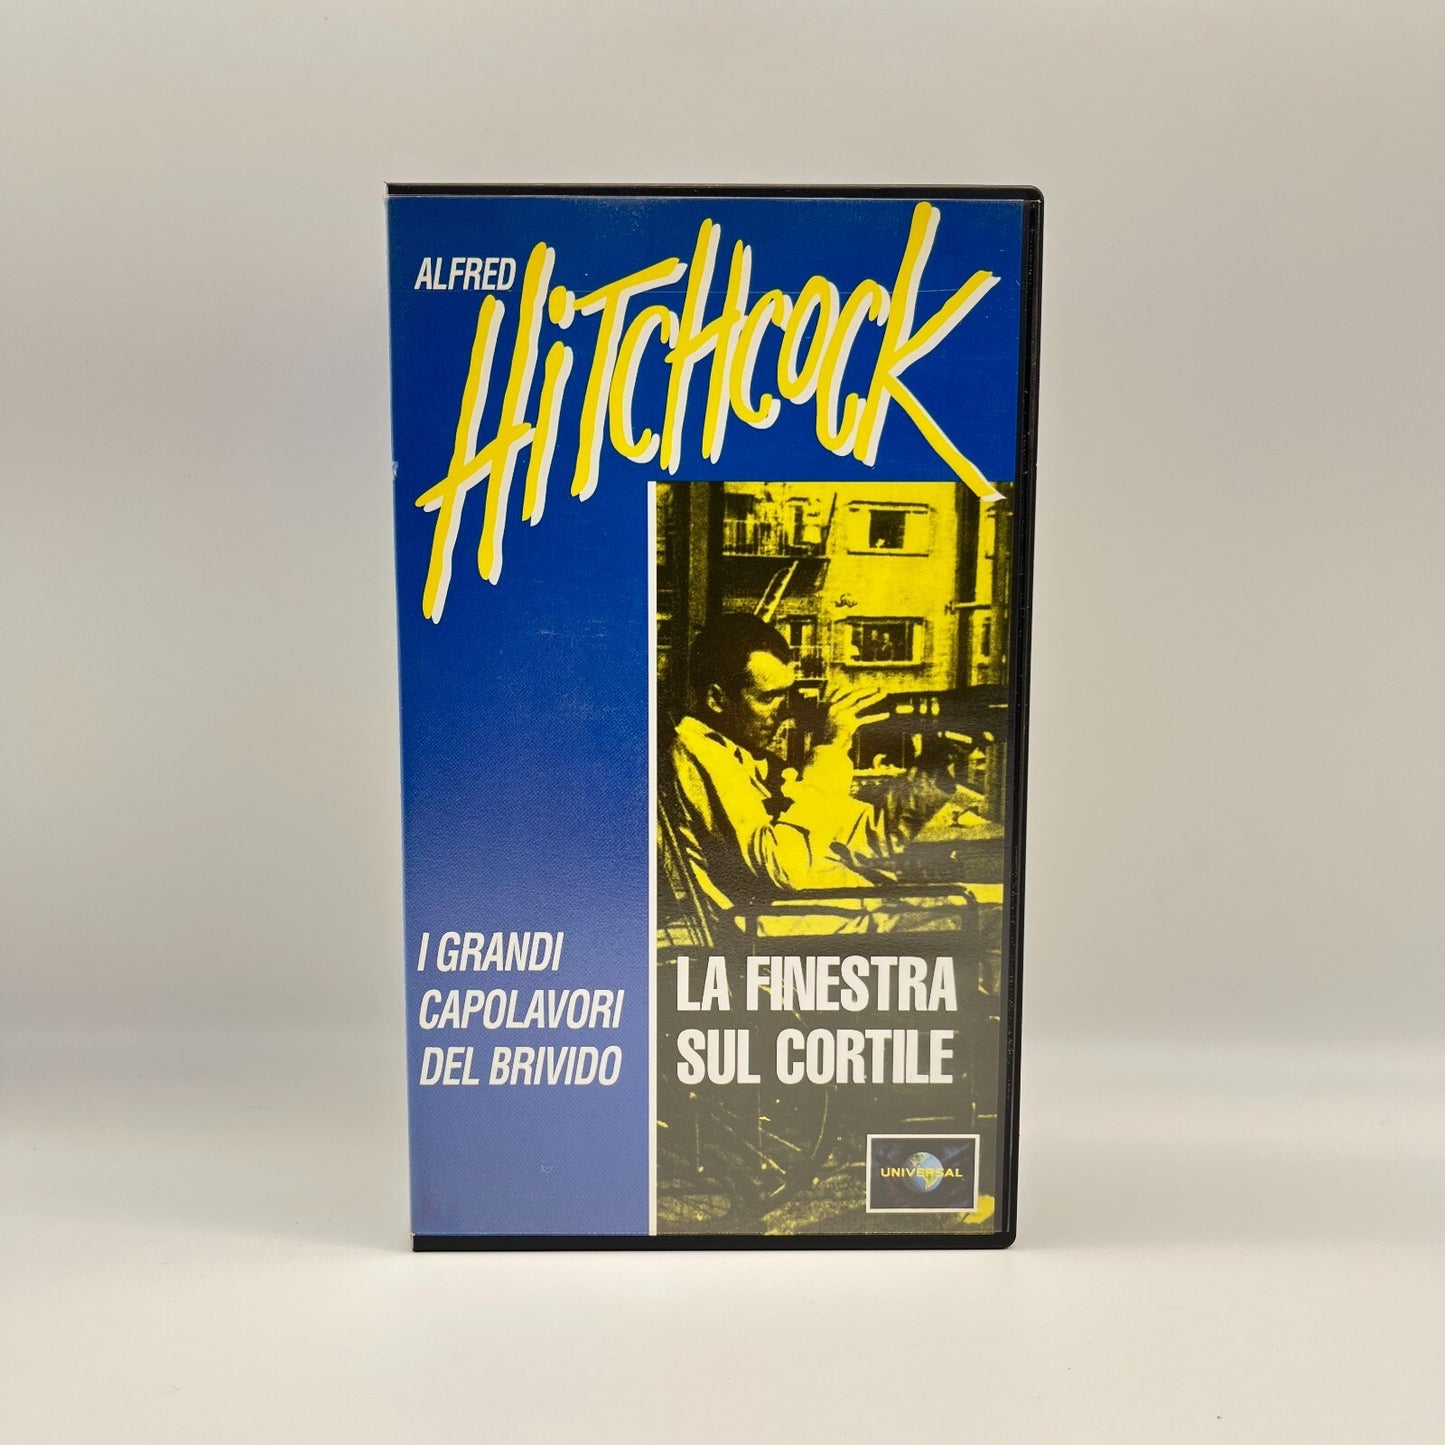 ALFRED
HiTCHCOCK
I GRANDI
CAPOLAVORI
DEL BRIVIDO
LA FINESTRA
SUL CORTILE
UNIVERSAL